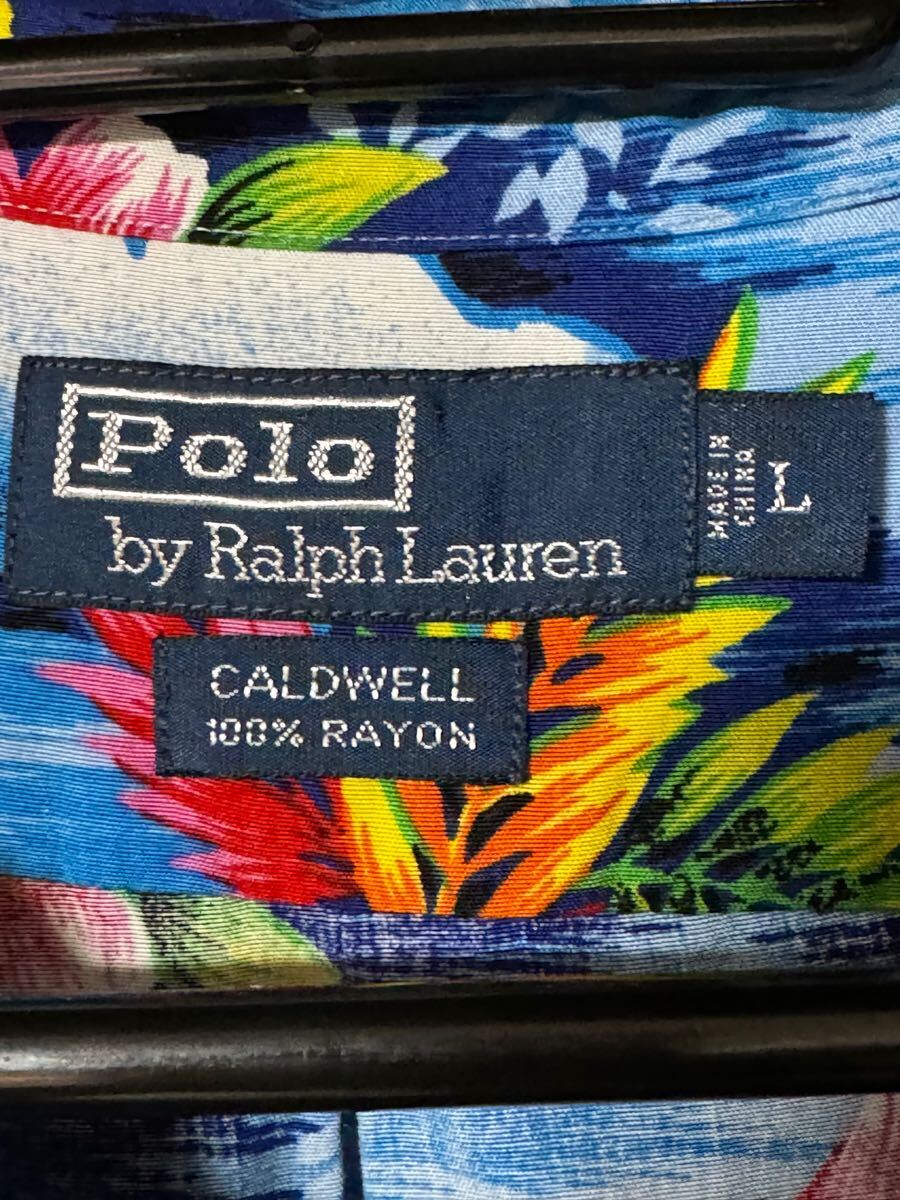 Polo
by Ralph Lauren
MADE IN
CHINA
L
CALDWELL
100% RAYON